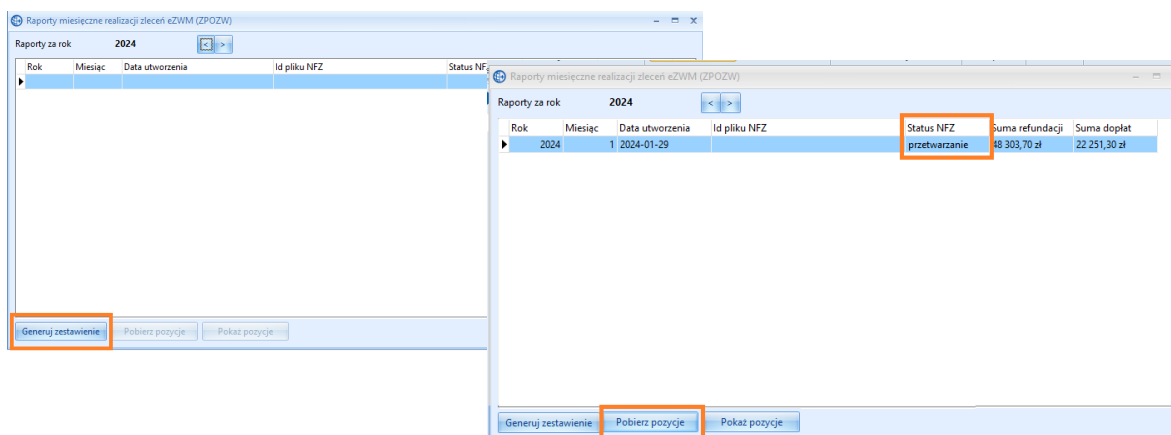 Raporty miesięczne realizacji zleceń eZWM (ZPOZW)
Raporty za rok 2024 < >
Rok Miesiąc Data utworzenia Id pliku NFZ Status NFZ
Generuj zestawienie Pobierz pozycje Pokaż pozycje
Raporty miesięczne realizacji zleceń eZWM (ZPOZW)
Raporty za rok 2024 < >
Rok Miesiąc Data utworzenia Id pliku NFZ Status NFZ Suma refundacji Suma dopłat
2024 1 2024-01-29 przetwarzanie 48 303,70 zł 22 251,30 zł
Generuj zestawienie Pobierz pozycje Pokaż pozycje